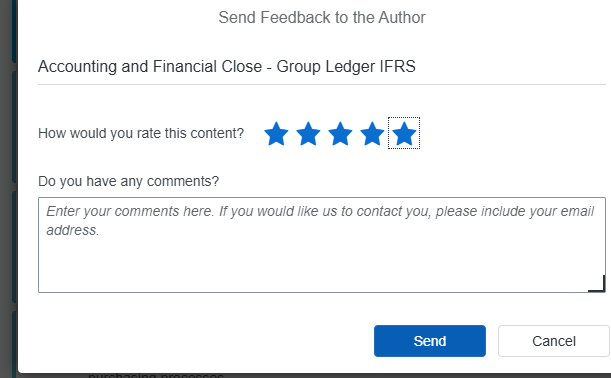 Send Feedback to the Author
Accounting and Financial Close - Group Ledger IFRS
How would you rate this content?
Do you have any comments?
Enter your comments here. If you would like us to contact you, please include your email
address.
Send Cancel
purchasing processes